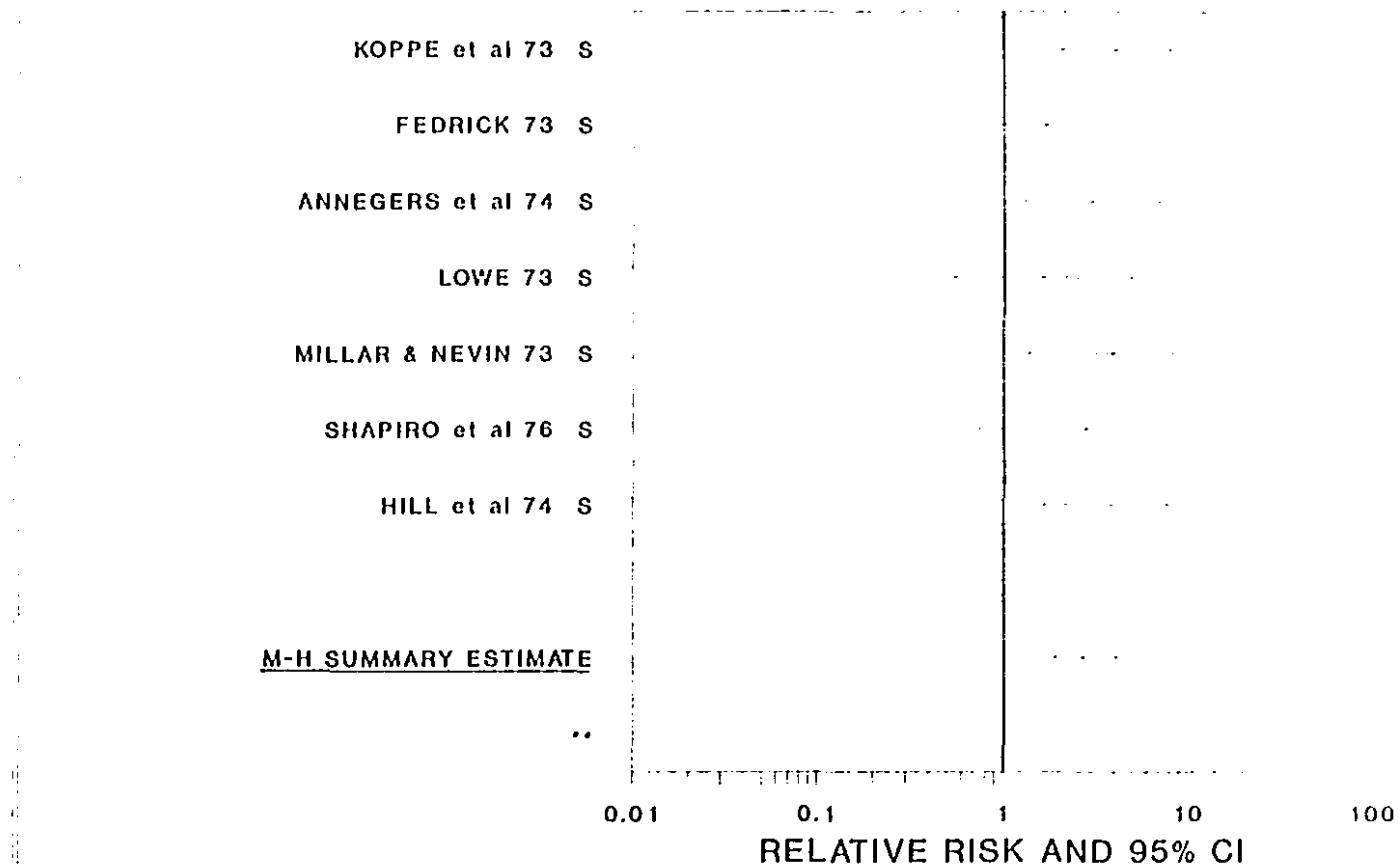 KOPPE et al 73 S
FEDRICK 73 S
ANNEGERS et al 74 S
LOWE 73 S
MILLAR & NEVIN 73 S
SHAPIRO et al 76 S
HILL et al 74 S
M-H SUMMARY ESTIMATE
0.01 0.1 1 10 100
RELATIVE RISK AND 95% CI